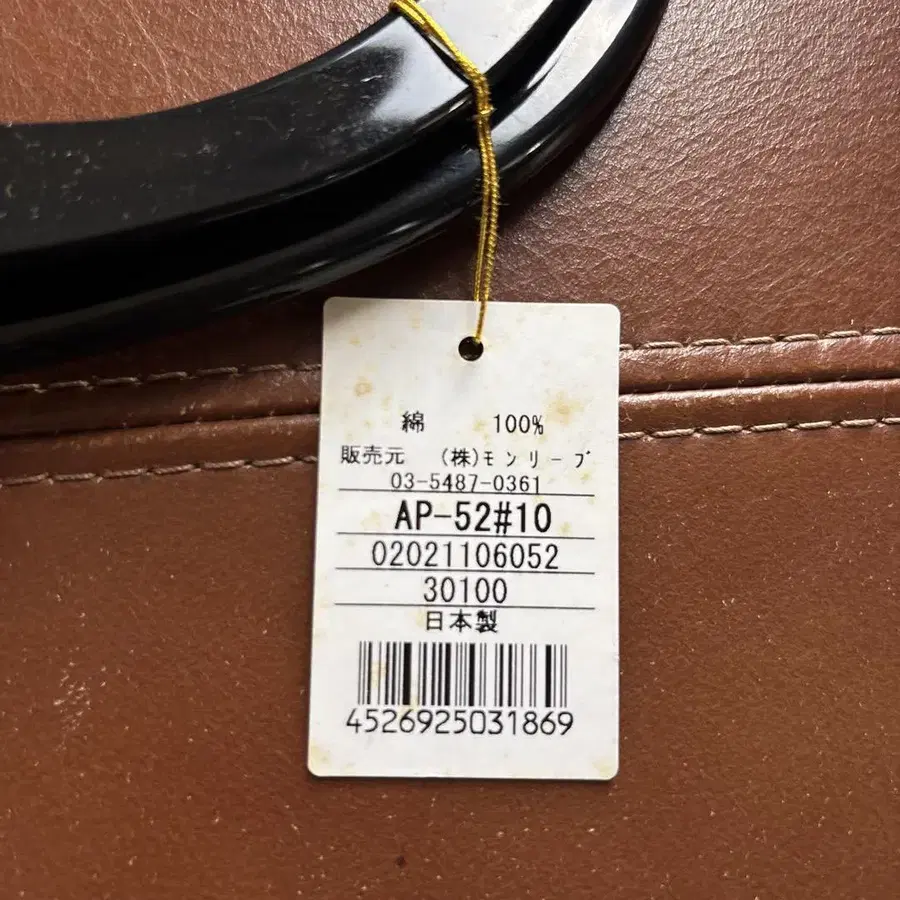 綿 100%
販売元 (株)モンリーブ
03-5487-0361
AP-52#10
02021106052
30100
日本製
4526925031869